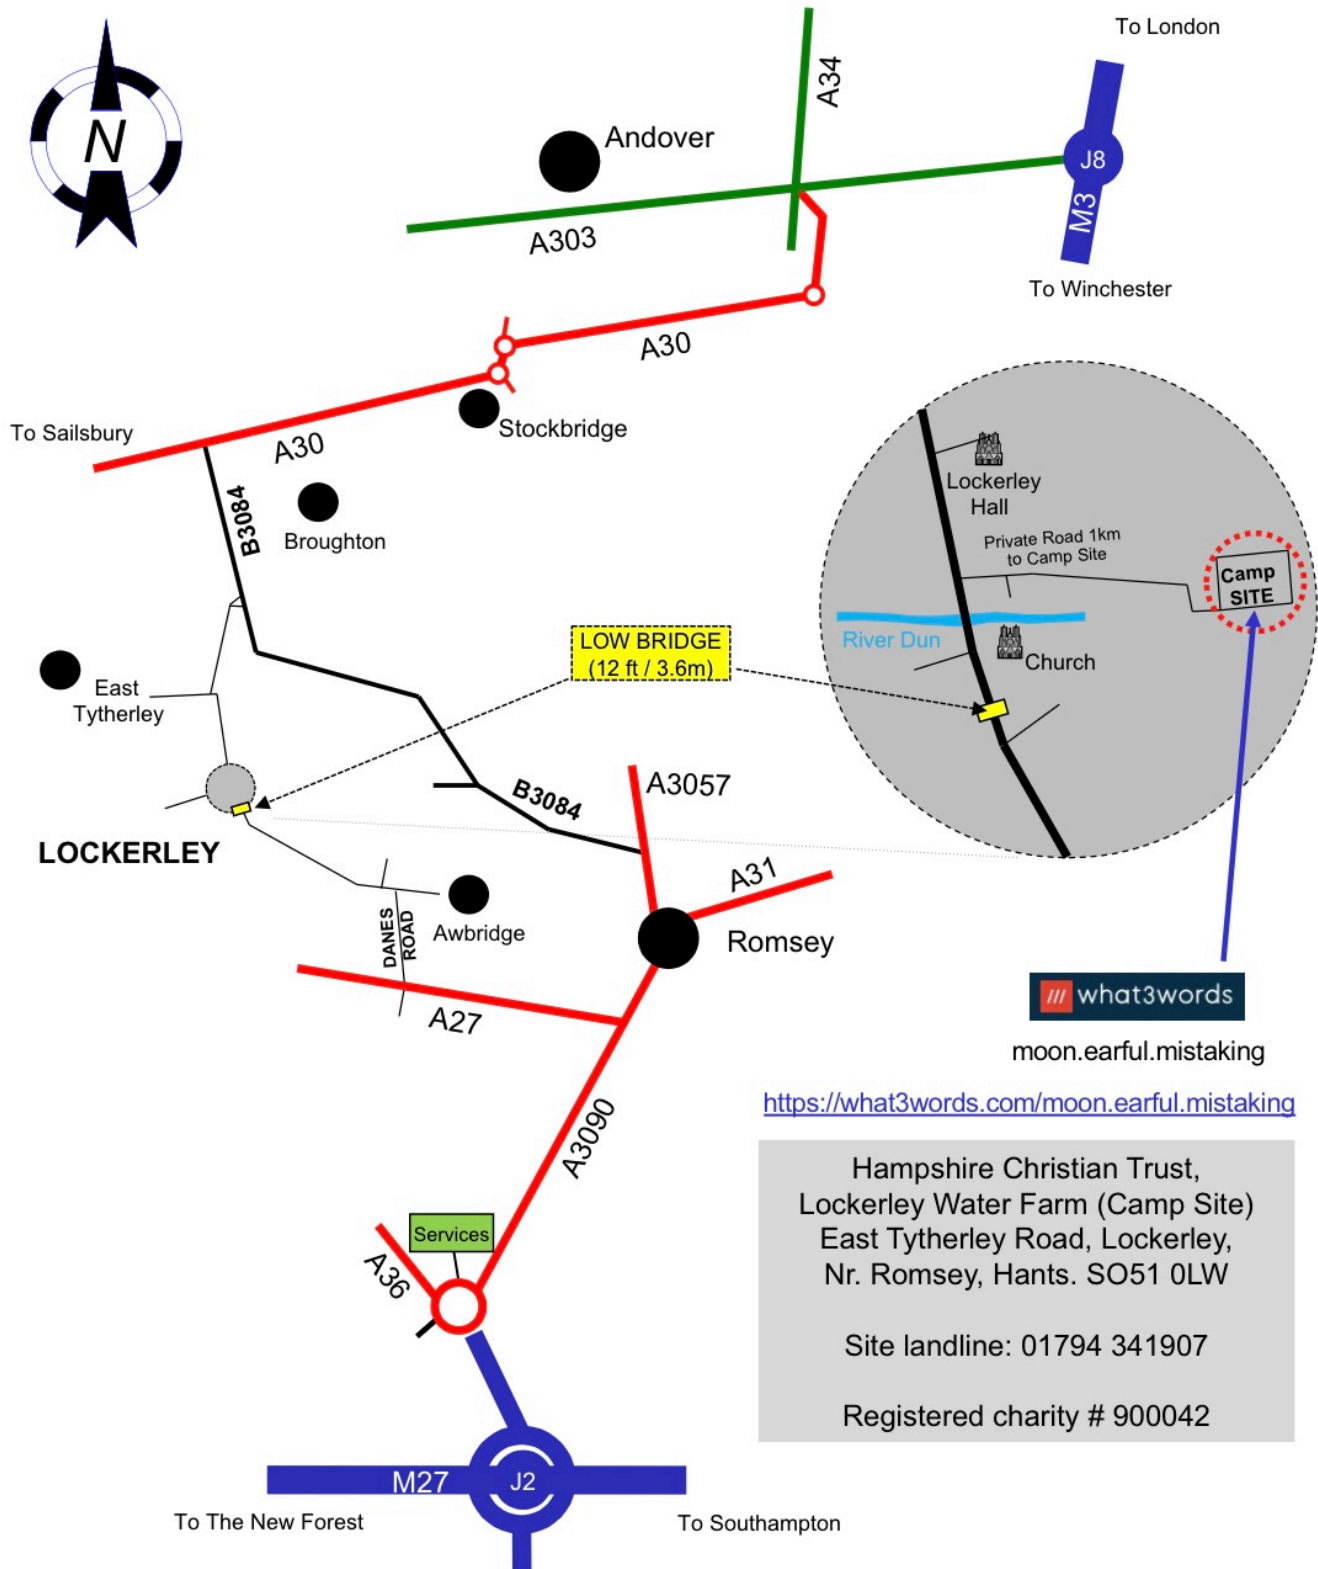 To London
A34
N
Andover
J8
M3
A303
To Winchester
A30
To Sailsbury
A30
Stockbridge
B3084
Broughton
Lockerley
Hall
Private Road 1km
to Camp Site
Camp
SITE
River Dun
Church
LOW BRIDGE
(12 ft / 3.6m)
East
Tytherley
A3057
B3084
LOCKERLEY
A31
DANES
ROAD
Awbridge
Romsey
A27
/// what3words
moon.earful.mistaking
https://what3words.com/moon.earful.mistaking
A3090
Hampshire Christian Trust,
Lockerley Water Farm (Camp Site)
East Tytherley Road, Lockerley,
Nr. Romsey, Hants. SO51 0LW
Site landline: 01794 341907
Registered charity # 900042
Services
A36
M27
J2
To The New Forest
To Southampton